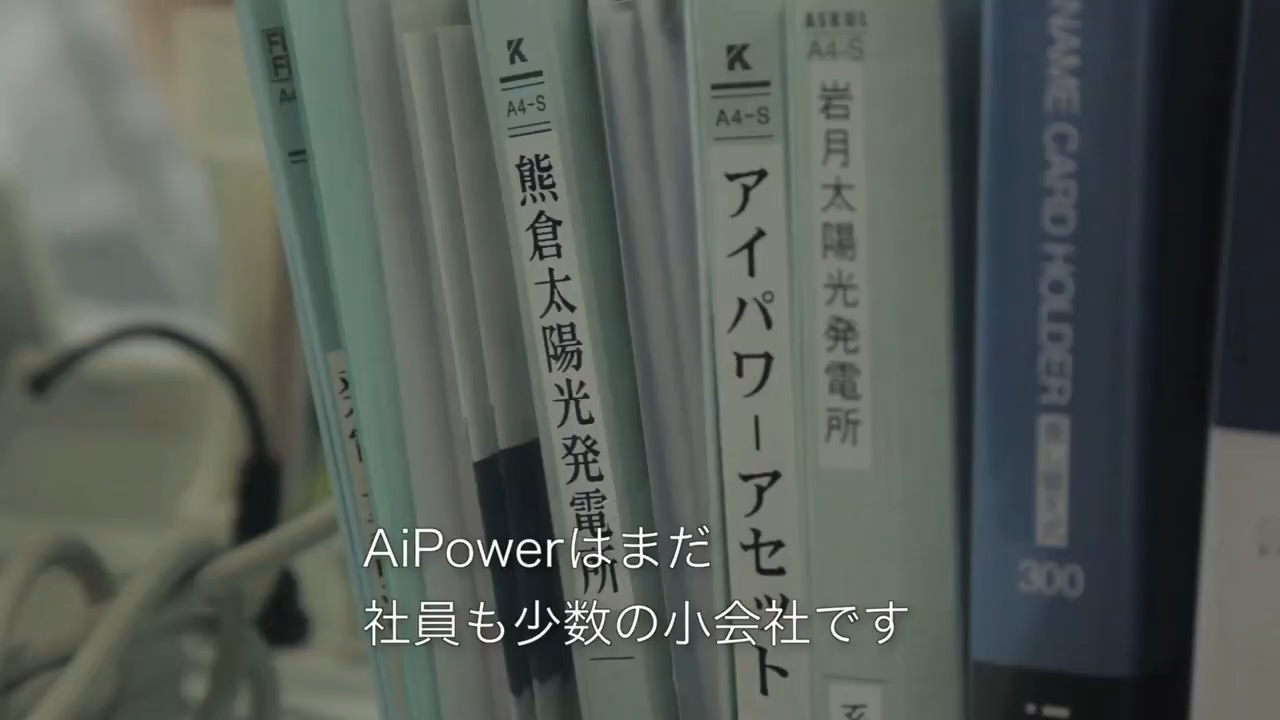 A4-S
熊倉太陽光発電所
K
A4-S
アイパワーアセット
ASKUL
A4-S
岩月太陽光発電所
NAME CARD HOLDER
300
AiPowerはまだ
社員も少数の小会社です